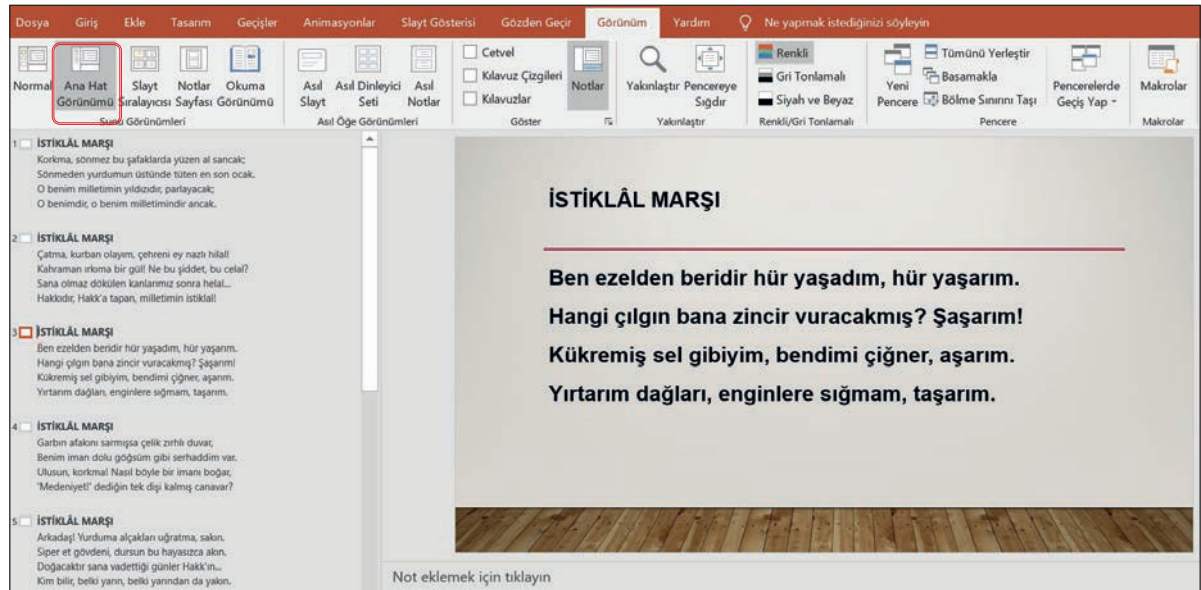 Dosya Giriş Ekle Tasarım Geçişler Animasyonlar Slayt Gösterisi Gözden Geçir Görünüm Yardım Ne yapmak istediğinizi söyleyin
Normal
Ana Hat Görünümü
Slayt Sıralayıcısı
Notlar Sayfası
Okuma Görünümü
Sunu Görünümleri
Asıl Slayt
Asıl Dinleyici Seti
Asıl Notlar
Asıl Öğe Görünümleri
Cetvel
Kılavuz Çizgileri
Kılavuzlar
Göster
Notlar
Yakınlaştır
Pencereye Sığdır
Yakınlaştır
Renkli
Gri Tonlamalı
Siyah ve Beyaz
Renkli/Gri Tonlamalı
Yeni Pencere
Tümünü Yerleştir
Basamakla
Bölme Sınırını Taşı
Pencerelerde Geçiş Yap
Pencere
Makrolar
Makrolar
1 İSTİKLÂL MARŞI
Korkma, sönmez bu şafaklarda yüzen al sancak;
Sönmeden yurdumun üstünde tüten en son ocak.
O benim milletimin yıldızıdır, parlayacak;
O benimdir, o benim milletimindir ancak.
2 İSTİKLÂL MARŞI
Çatma, kurban olayım, çehreni ey nazlı hilal!
Kahraman ırkıma bir gül! Ne bu şiddet, bu celal?
Sana olmaz dökülen kanlarımız sonra helal...
Hakkıdır, Hakk'a tapan, milletimin istiklal!
3 İSTİKLÂL MARŞI
Ben ezelden beridir hür yaşadım, hür yaşarım.
Hangi çılgın bana zincir vuracakmış? Şaşarım!
Kükremiş sel gibiyim, bendimi çiğner, aşarım.
Yırtarım dağları, enginlere sığmam, taşarım.
4 İSTİKLÂL MARŞI
Garbın afakını sarmışsa çelik zırhlı duvar,
Benim iman dolu göğsüm gibi serhaddim var.
Ulusun, korkma! Nasıl böyle bir imanı boğar,
'Medeniyet!' dediğin tek dişi kalmış canavar?
5 İSTİKLÂL MARŞI
Arkadaş! Yurduma alçakları uğratma, sakın.
Siper et gövdeni, dursun bu hayasızca akın.
Doğacaktır sana vadettiği günler Hakk'ın...
Kim bilir, belki yarın, belki yarından da yakın.
İSTİKLÂL MARŞI
Ben ezelden beridir hür yaşadım, hür yaşarım.
Hangi çılgın bana zincir vuracakmış? Şaşarım!
Kükremiş sel gibiyim, bendimi çiğner, aşarım.
Yırtarım dağları, enginlere sığmam, taşarım.
Not eklemek için tıklayın